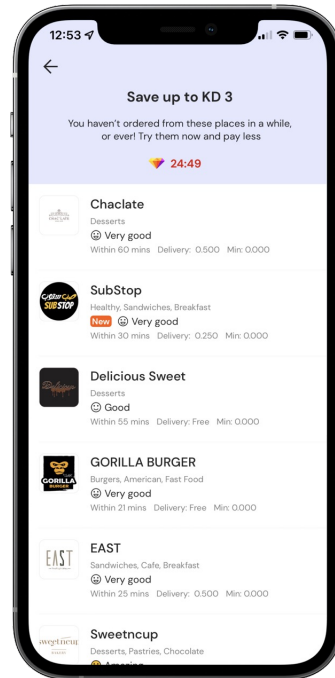 12:53
Save up to KD 3
You haven't ordered from these places in a while,
or ever! Try them now and pay less
24:49
Chaclate
Desserts
Very good
Within 60 mins Delivery: 0.500 Min: 0.000
SUBSTOP
SubStop
Healthy, Sandwiches, Breakfast
New Very good
Within 30 mins Delivery: 0.250 Min: 0.000
Delicious Sweet
Desserts
Good
Within 55 mins Delivery: Free Min: 0.000
GORILLA
BURGER
GORILLA BURGER
Burgers, American, Fast Food
Very good
Within 21 mins Delivery: Free Min: 0.000
EAST
EAST
Sandwiches, Cafe, Breakfast
Very good
Within 25 mins Delivery: 0.500 Min: 0.000
sweetcup
Sweetncup
Desserts, Pastries, Chocolate
Amazing